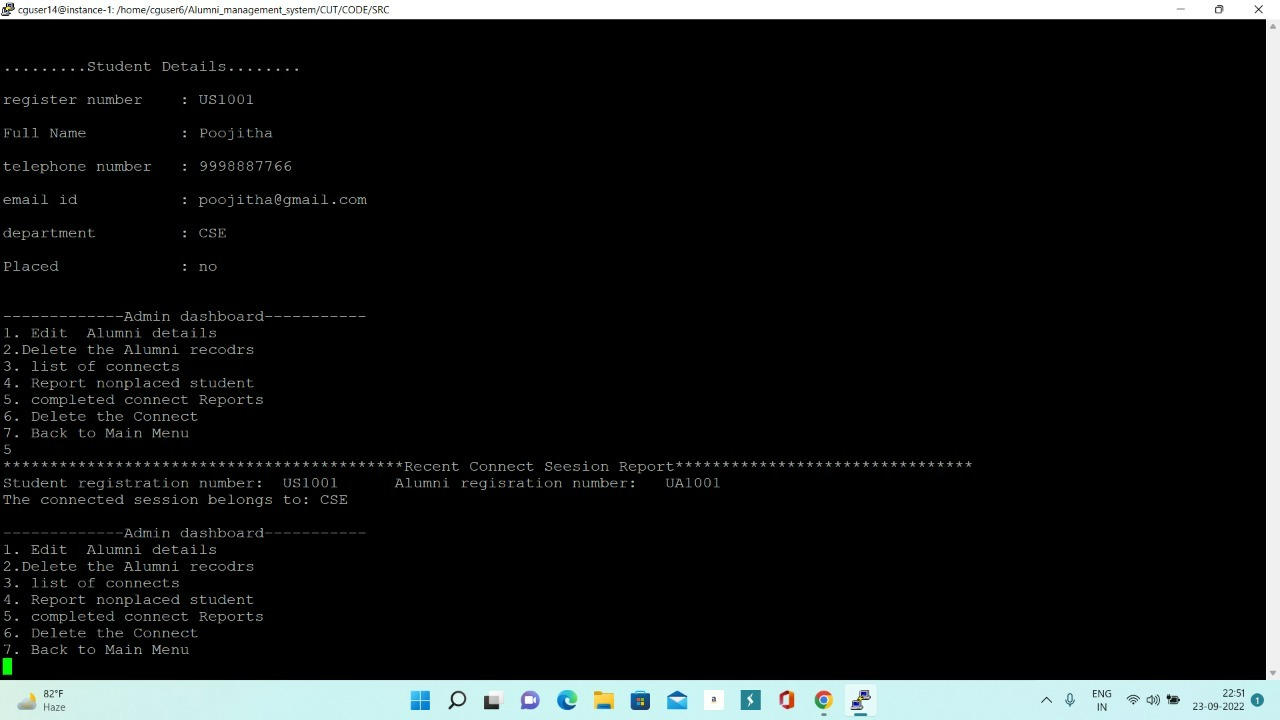 cguser14@instance-1: /home/cguser6/Alumni_management_system/CUT/CODE/SRC
.........Student Details........
register number    : US1001
Full Name          : Poojitha
telephone number   : 9998887766
email id           : poojitha@gmail.com
department         : CSE
Placed             : no
-------------Admin dashboard-----------
1. Edit  Alumni details
2.Delete the Alumni recodrs
3. list of connects
4. Report nonplaced student
5. completed connect Reports
6. Delete the Connect
7. Back to Main Menu
5
*******************************************Recent Connect Seesion Report********************************
Student registration number:  US1001      Alumni regisration number:   UA1001
The connected session belongs to: CSE
-------------Admin dashboard-----------
1. Edit  Alumni details
2.Delete the Alumni recodrs
3. list of connects
4. Report nonplaced student
5. completed connect Reports
6. Delete the Connect
7. Back to Main Menu
82°F
Haze
a
ENG
IN
22:51
23-09-2022
1